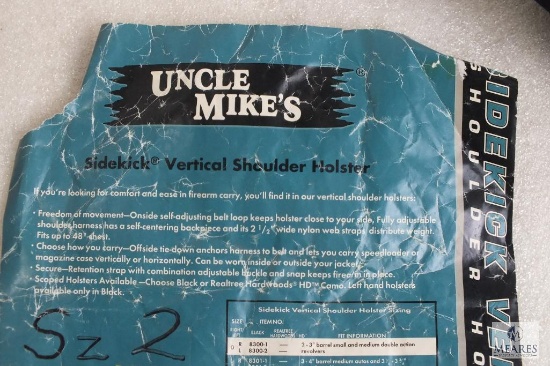 UNCLE
MIKE'S
®
Sidekick® Vertical Shoulder Holster
If you're looking for comfort and ease in firearm carry, you'll find it in our vertical shoulder holsters:
• Freedom of movement—Onside self-adjusting belt loop keeps holster close to your side. Fully adjustable
shoulder harness has a self-centering backpiece and its 2 1/2" wide nylon web straps distribute weight.
Fits up to 48" chest.
• Choose how you carry—Offside tie-down anchors harness to belt and lets you carry speedloader or
magazine case vertically or horizontally. Can be worn inside or outside your jacket.
• Secure—Retention strap with combination adjustable buckle and snap keeps firearm in place.
Scoped Holsters Available—Choose Black or Realtree Hardwoods® HD™ Camo. Left hand holsters
available only in Black.
Sz 2
Sidekick Vertical Shoulder Holster Sizing
SIZE ITEM NO.
BLACK REALTREE FIT INFORMATION
0 R 8300-1 — 2 - 3" barrel small and medium double action
L 8300-2 — revolvers
R 8301-1 3 - 4" barrel medium autos and
SIDEKICK VE
SHOULDER HO
MEARES